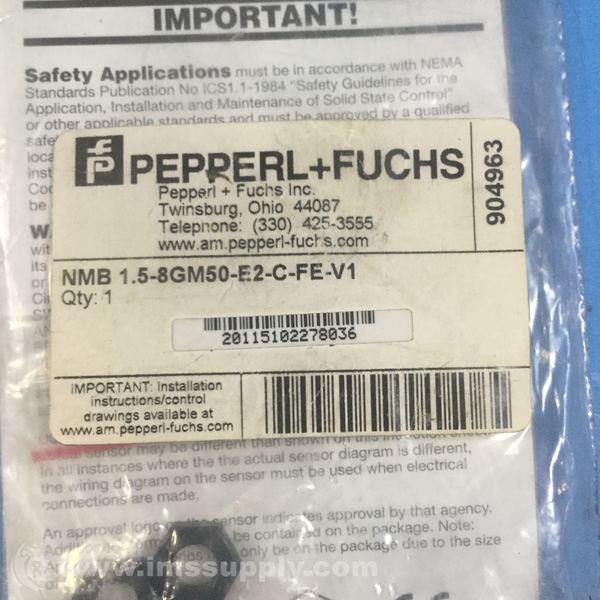 IMPORTANT!
Safety Applications must be in accordance with NEMA
Standards Publication No ICS1.1-1984 "Safety Guidelines for the
Application, Installation and Maintenance of Solid State Control"
or other applicable standards and must be approved by a qualified
safe
loca
inst
Coo
be
PEPPERL+FUCHS
Pepperl + Fuchs Inc.
Twinsburg, Ohio 44087
Telephone: (330) 425-3555
www.am.pepperl-fuchs.com
904963
NMB 1.5-8GM50-E2-C-FE-V1
Qty: 1
20115102278036
IMPORTANT: Installation
instructions/control
drawings available at
www.am.pepperl-fuchs.com
sensor may be different than shown on this instruction sheet.
In all instances where the the actual sensor diagram is different,
the wiring diagram on the sensor must be used when electrical
connections are made.
An approval logo on the sensor indicates approval by that agency.
be contained on the package. Note:
only be on the package due to the size
www.imssupply.com